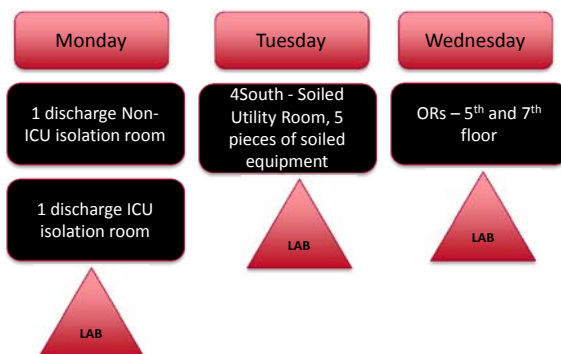 Monday
Tuesday
Wednesday
1 discharge Non-
ICU isolation room
4South - Soiled
Utility Room, 5
pieces of soiled
equipment
ORs – 5th and 7th
floor
1 discharge ICU
isolation room
LAB
LAB
LAB